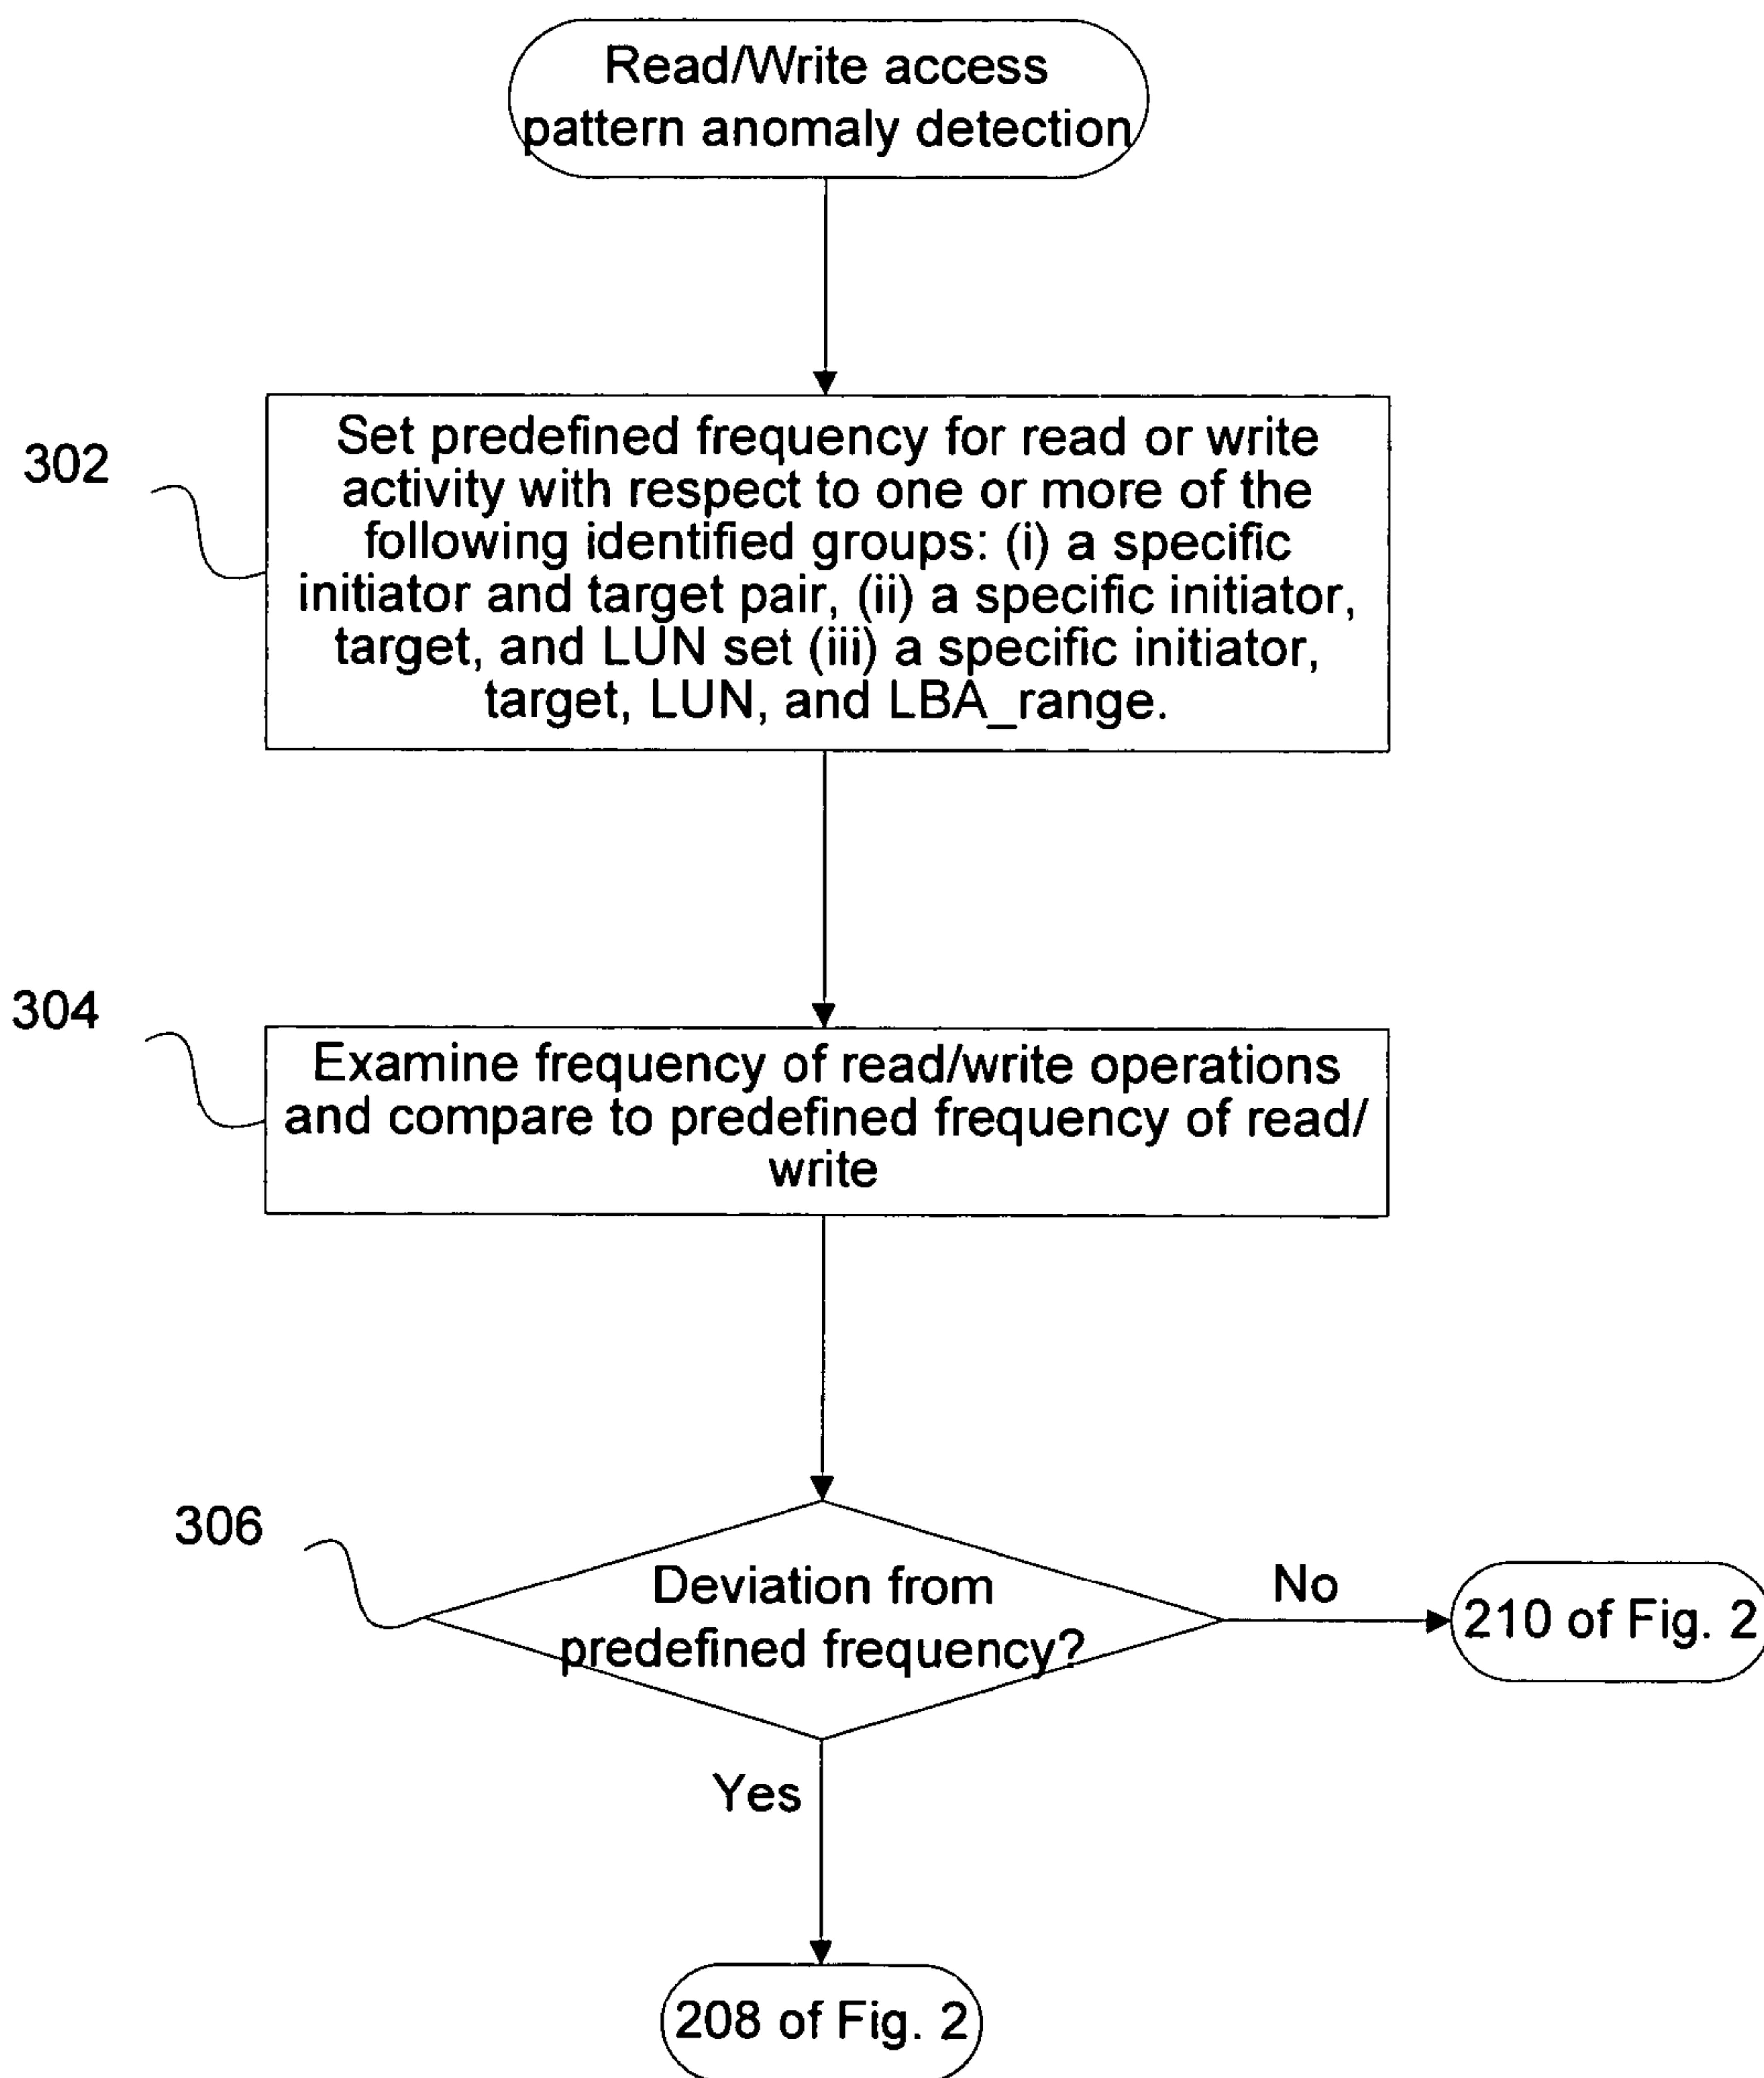 Read/Write access
pattern anomaly detection
302
Set predefined frequency for read or write
activity with respect to one or more of the
following identified groups: (i) a specific
initiator and target pair, (ii) a specific initiator,
target, and LUN set (iii) a specific initiator,
target, LUN, and LBA_range.
304
Examine frequency of read/write operations
and compare to predefined frequency of read/
write
306
Deviation from
predefined frequency?
No
210 of Fig. 2
Yes
208 of Fig. 2